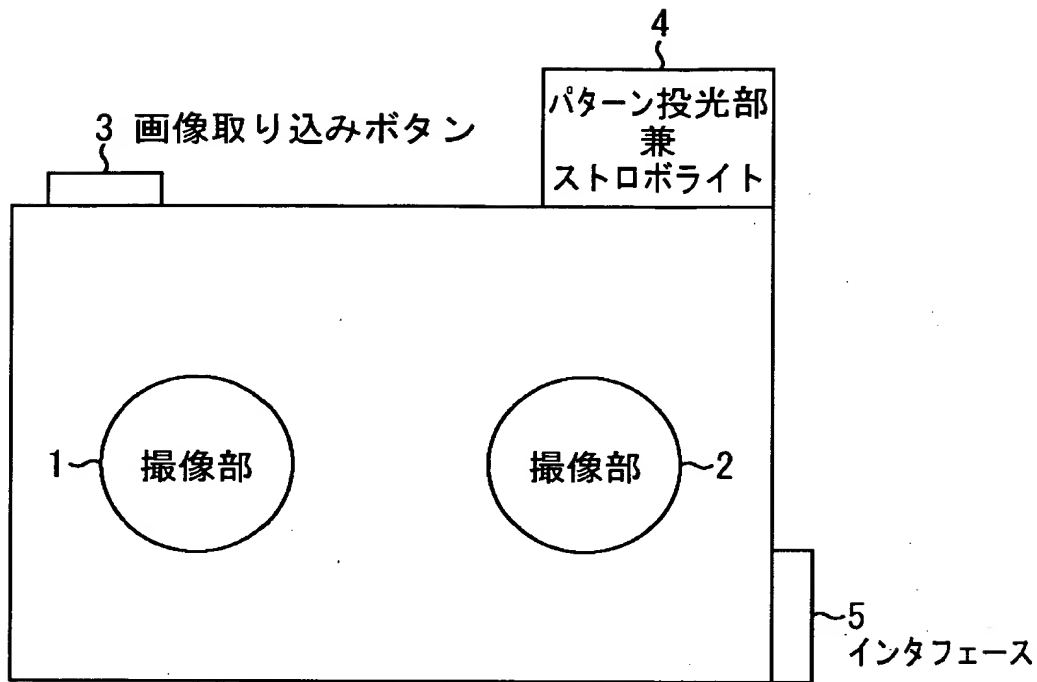 4
パターン投光部
兼
ストロボライト
3 画像取り込みボタン
1
撮像部
撮像部
2
5
インタフェース